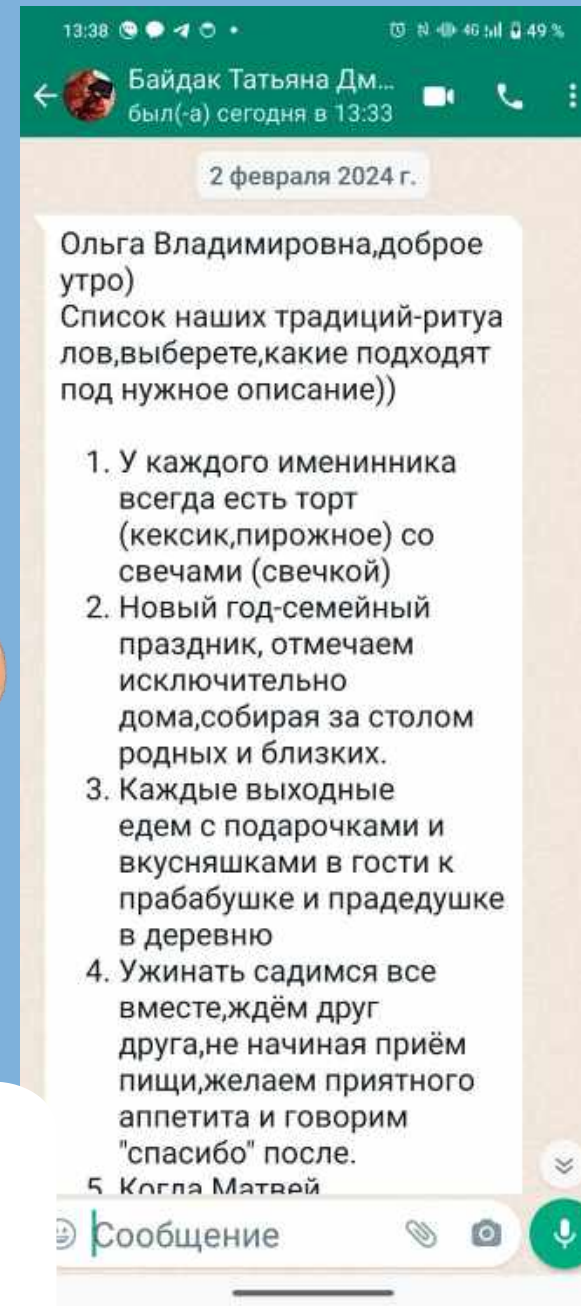 13:38
4G 49 %
Байдак Татьяна Дм...
был(-а) сегодня в 13:33
2 февраля 2024 г.
Ольга Владимировна,доброе
утро)
Список наших традиций-ритуа
лов,выберете,какие подходят
под нужное описание))
1. У каждого именинника
всегда есть торт
(кексик,пирожное) со
свечами (свечкой)
2. Новый год-семейный
праздник, отмечаем
исключительно
дома,собирая за столом
родных и близких.
3. Каждые выходные
едем с подарочками и
вкусняшками в гости к
прабабушке и прадедушке
в деревню
4. Ужинать садимся все
вместе,ждём друг
друга,не начиная приём
пищи,желаем приятного
аппетита и говорим
"спасибо" после.
5. Когда Матвей
Сообщение